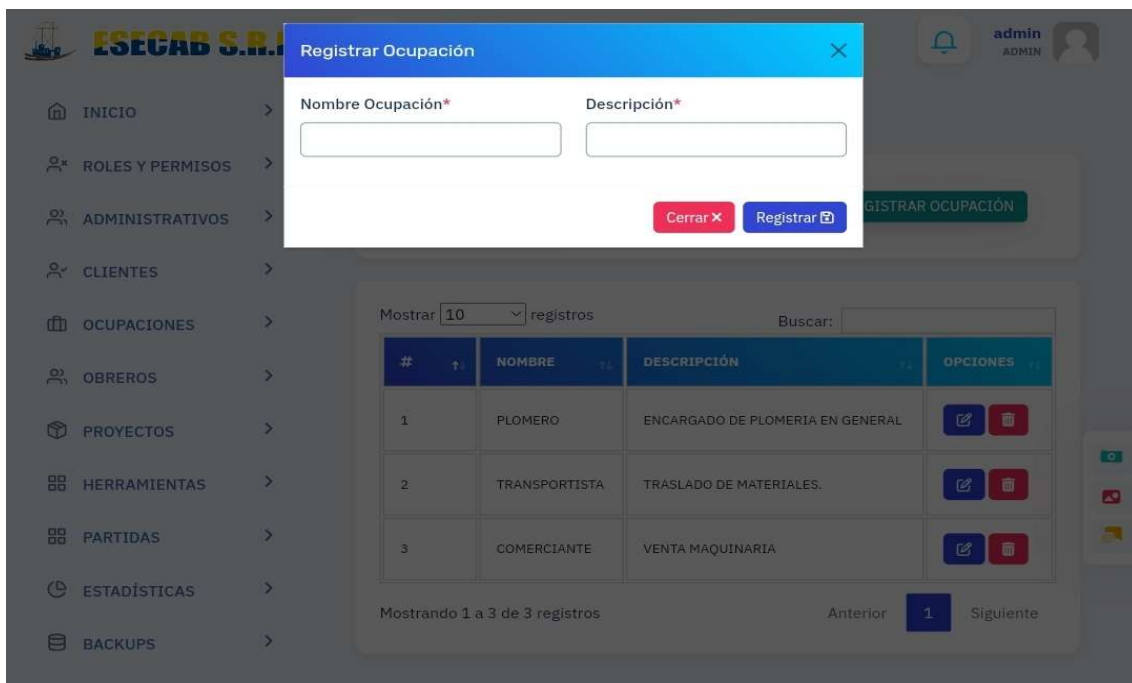 ESECAB S.R.
Registrar Ocupación
admin
ADMIN
Nombre Ocupación*
Descripción*
Cerrar Registrar
INICIO
ROLES Y PERMISOS
ADMINISTRATIVOS
CLIENTES
OCUPACIONES
OBREROS
PROYECTOS
HERRAMIENTAS
PARTIDAS
ESTADÍSTICAS
BACKUPS
GISTRAR OCUPACIÓN
Mostrar 10 registros
Buscar:
# NOMBRE DESCRIPCIÓN OPCIONES
1 PLOMERO ENCARGADO DE PLOMERIA EN GENERAL
2 TRANSPORTISTA TRASLADO DE MATERIALES.
3 COMERCIANTE VENTA MAQUINARIA
Mostrando 1 a 3 de 3 registros
Anterior 1 Siguiente